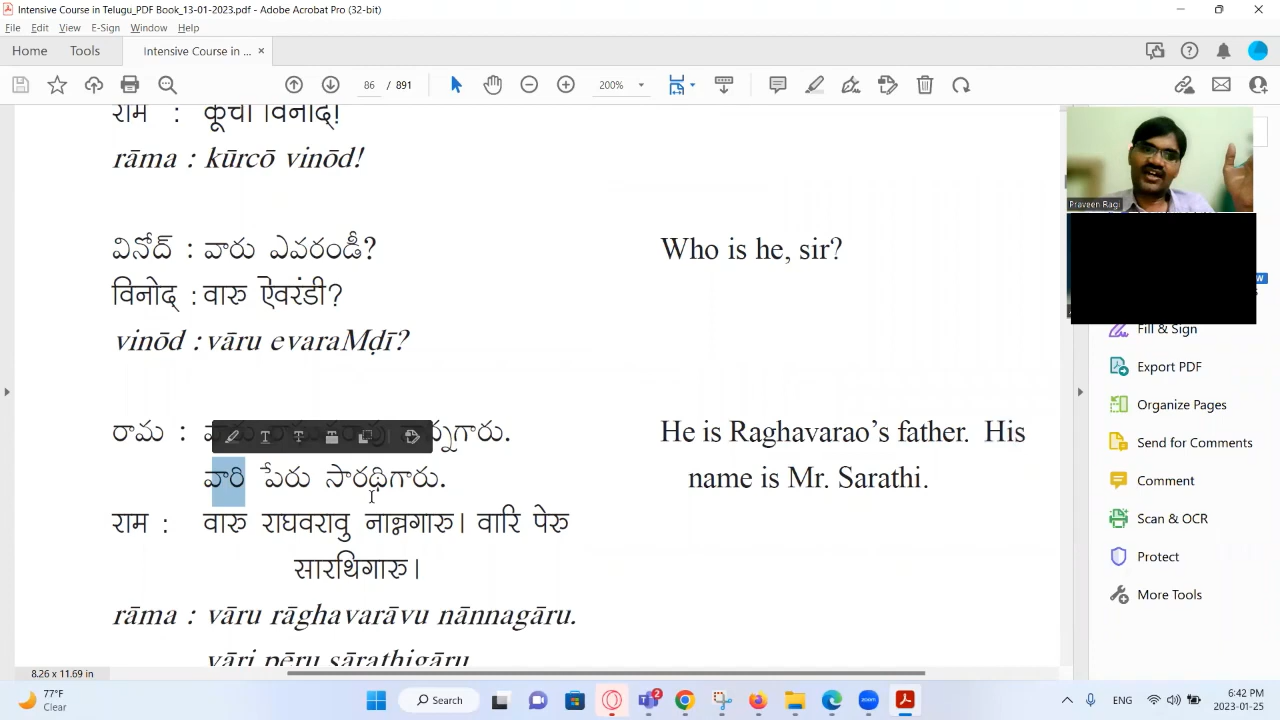 Intensive Course in Telugu_PDF Book_13-01-2023.pdf - Adobe Acrobat Pro (32-bit)
File Edit View E-Sign Window Help
Home Tools Intensive Course in ... ×
86 / 891 200%
राम : कूर्चो विनोद्!
rāma : kūrcō vinōd!
Praveen Ragi
వినోద్ : వారు ఎవరండీ? Who is he, sir?
विनोद् : वारु ऐवरंडी?
vinōd : vāru evaraMḍī?
Fill & Sign
Export PDF
Organize Pages
Send for Comments
Comment
Scan & OCR
Protect
More Tools
రామ : నాన్నగారు. He is Raghavarao’s father. His
వారి పేరు సారథిగారు. name is Mr. Sarathi.
राम : वारु राघवरावु नान्नगारु। वारि पेरु
सारथिगारु।
rāma : vāru rāghavarāvu nānnagāru.
vāri pēru sārathigāru
8.26 x 11.69 in
77°F
Clear
Search
2
zoom
ENG
6:42 PM
2023-01-25